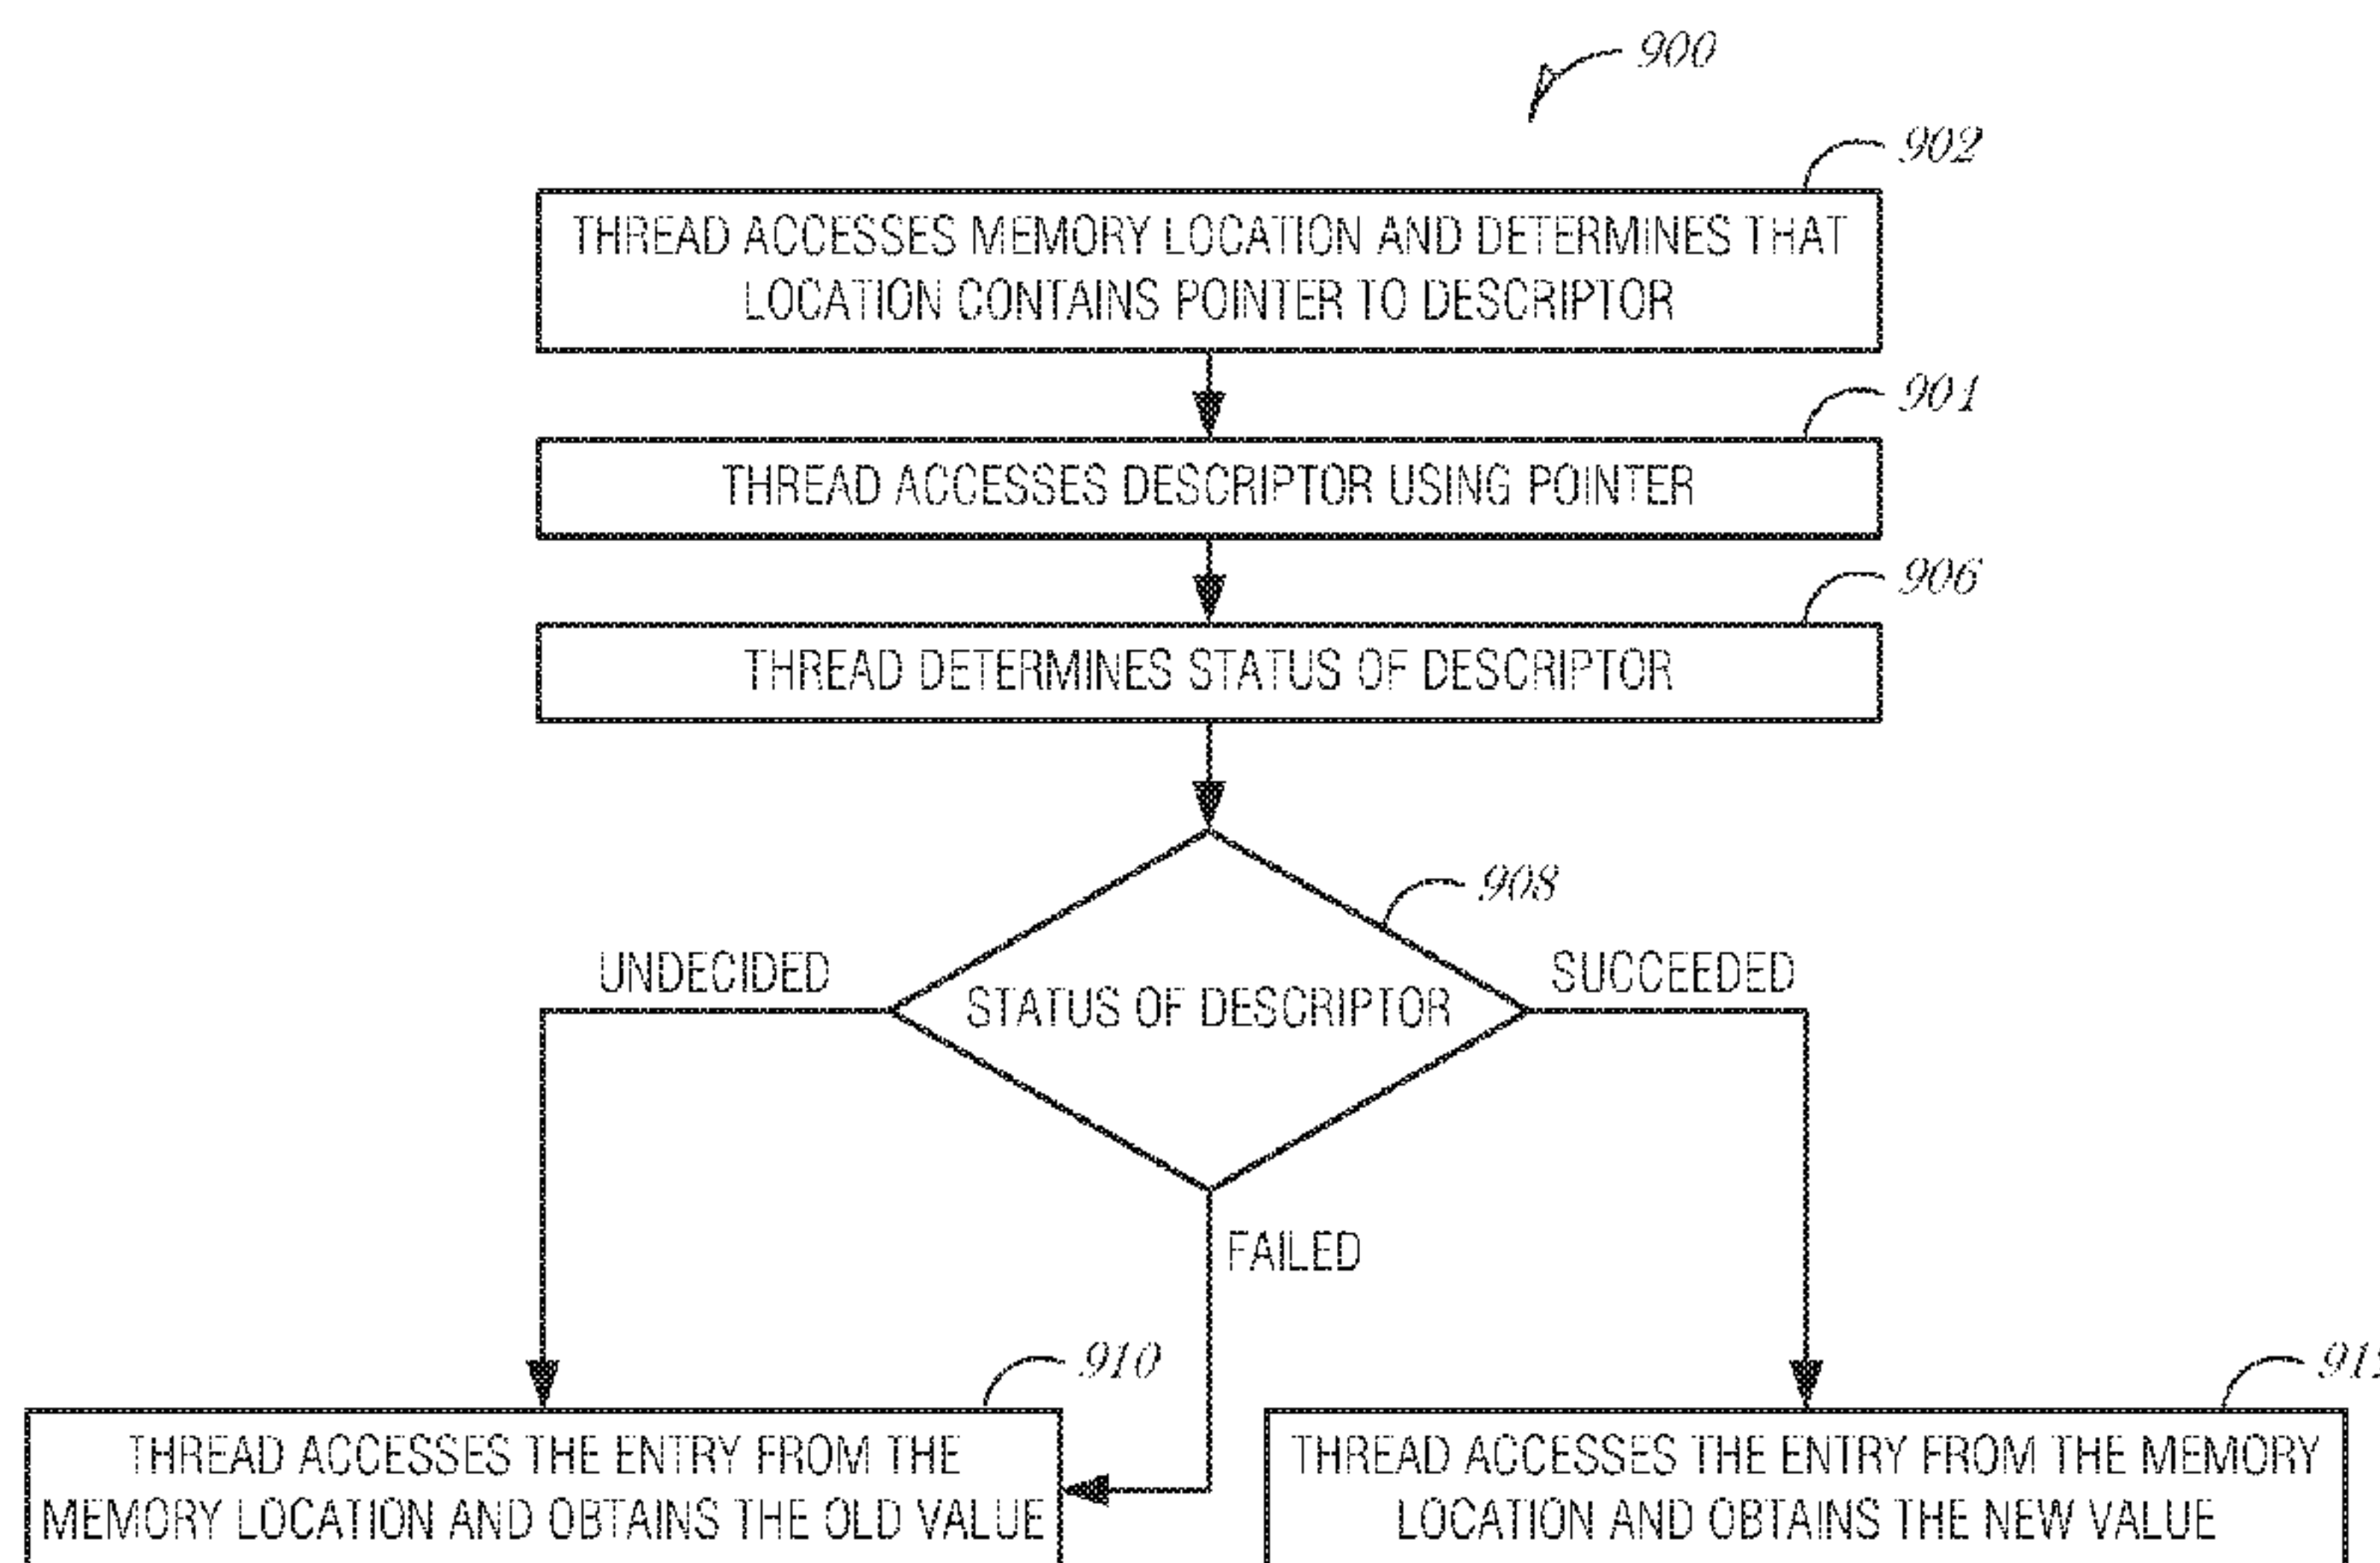 900
902
THREAD ACCESSES MEMORY LOCATION AND DETERMINES THAT
LOCATION CONTAINS POINTER TO DESCRIPTOR
904
THREAD ACCESSES DESCRIPTOR USING POINTER
906
THREAD DETERMINES STATUS OF DESCRIPTOR
908
UNDECIDED
SUCCEEDED
STATUS OF DESCRIPTOR
FAILED
910
THREAD ACCESSES THE ENTRY FROM THE
MEMORY LOCATION AND OBTAINS THE OLD VALUE
THREAD ACCESSES THE ENTRY FROM THE MEMORY
LOCATION AND OBTAINS THE NEW VALUE